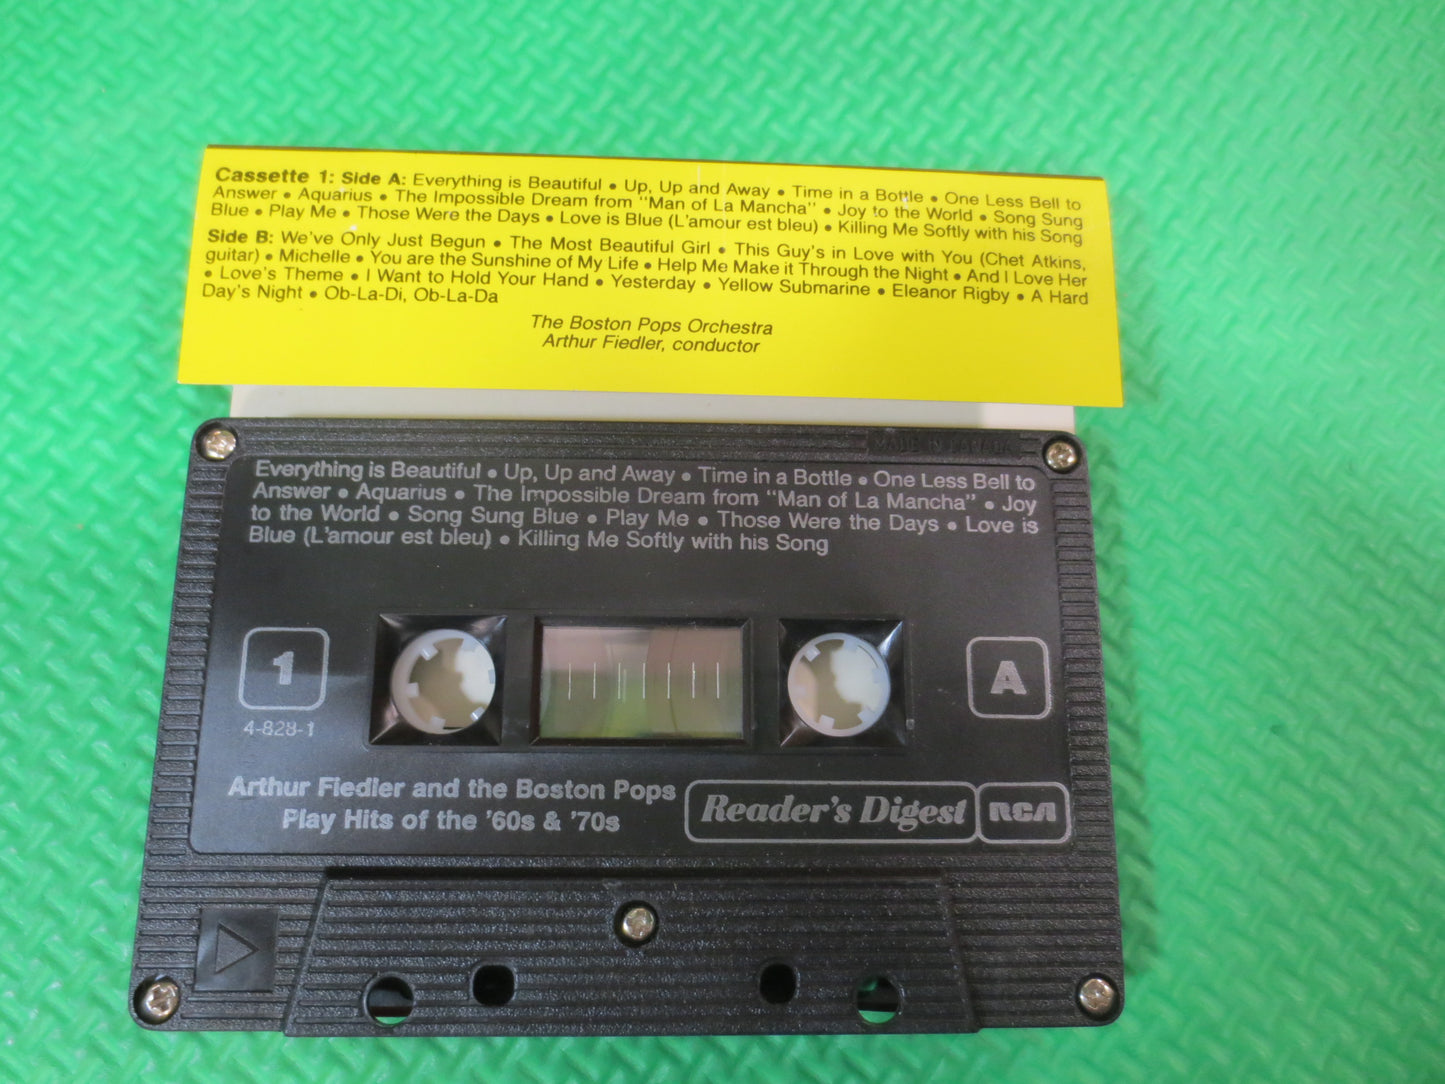 Cassette 1: Side A: Everything is Beautiful • Up, Up and Away • Time in a Bottle • One Less Bell to
Answer • Aquarius • The Impossible Dream from "Man of La Mancha" • Joy to the World • Song Sung
Blue • Play Me • Those Were the Days • Love is Blue (L'amour est bleu) • Killing Me Softly with his Song
Side B: We've Only Just Begun • The Most Beautiful Girl • This Guy's in Love with You (Chet Atkins,
guitar) • Michelle • You are the Sunshine of My Life • Help Me Make it Through the Night • And I Love Her
• Love's Theme • I Want to Hold Your Hand • Yesterday • Yellow Submarine • Eleanor Rigby • A Hard
Day's Night • Ob-La-Di, Ob-La-Da
The Boston Pops Orchestra
Arthur Fiedler, conductor
MADE IN CANADA
Everything is Beautiful • Up, Up and Away • Time in a Bottle • One Less Bell to
Answer • Aquarius • The Impossible Dream from "Man of La Mancha" • Joy
to the World • Song Sung Blue • Play Me • Those Were the Days • Love is
Blue (L'amour est bleu) • Killing Me Softly with his Song
1
A
4-828-1
Arthur Fiedler and the Boston Pops
Play Hits of the '60s & '70s
Reader's Digest RCA